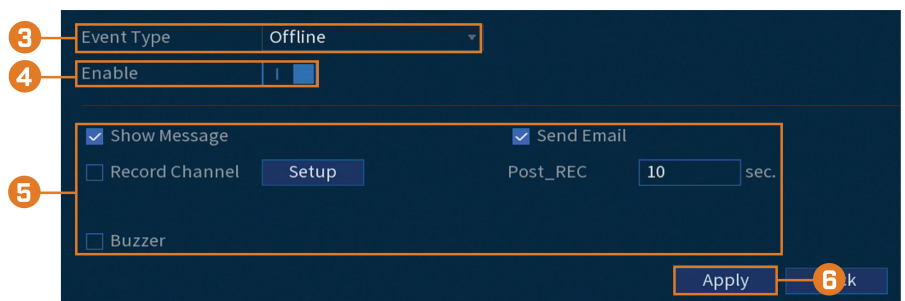 3 Event Type Offline
4 Enable
Show Message Send Email
5 Record Channel Setup Post_REC 10 sec.
Buzzer
Apply 6 k